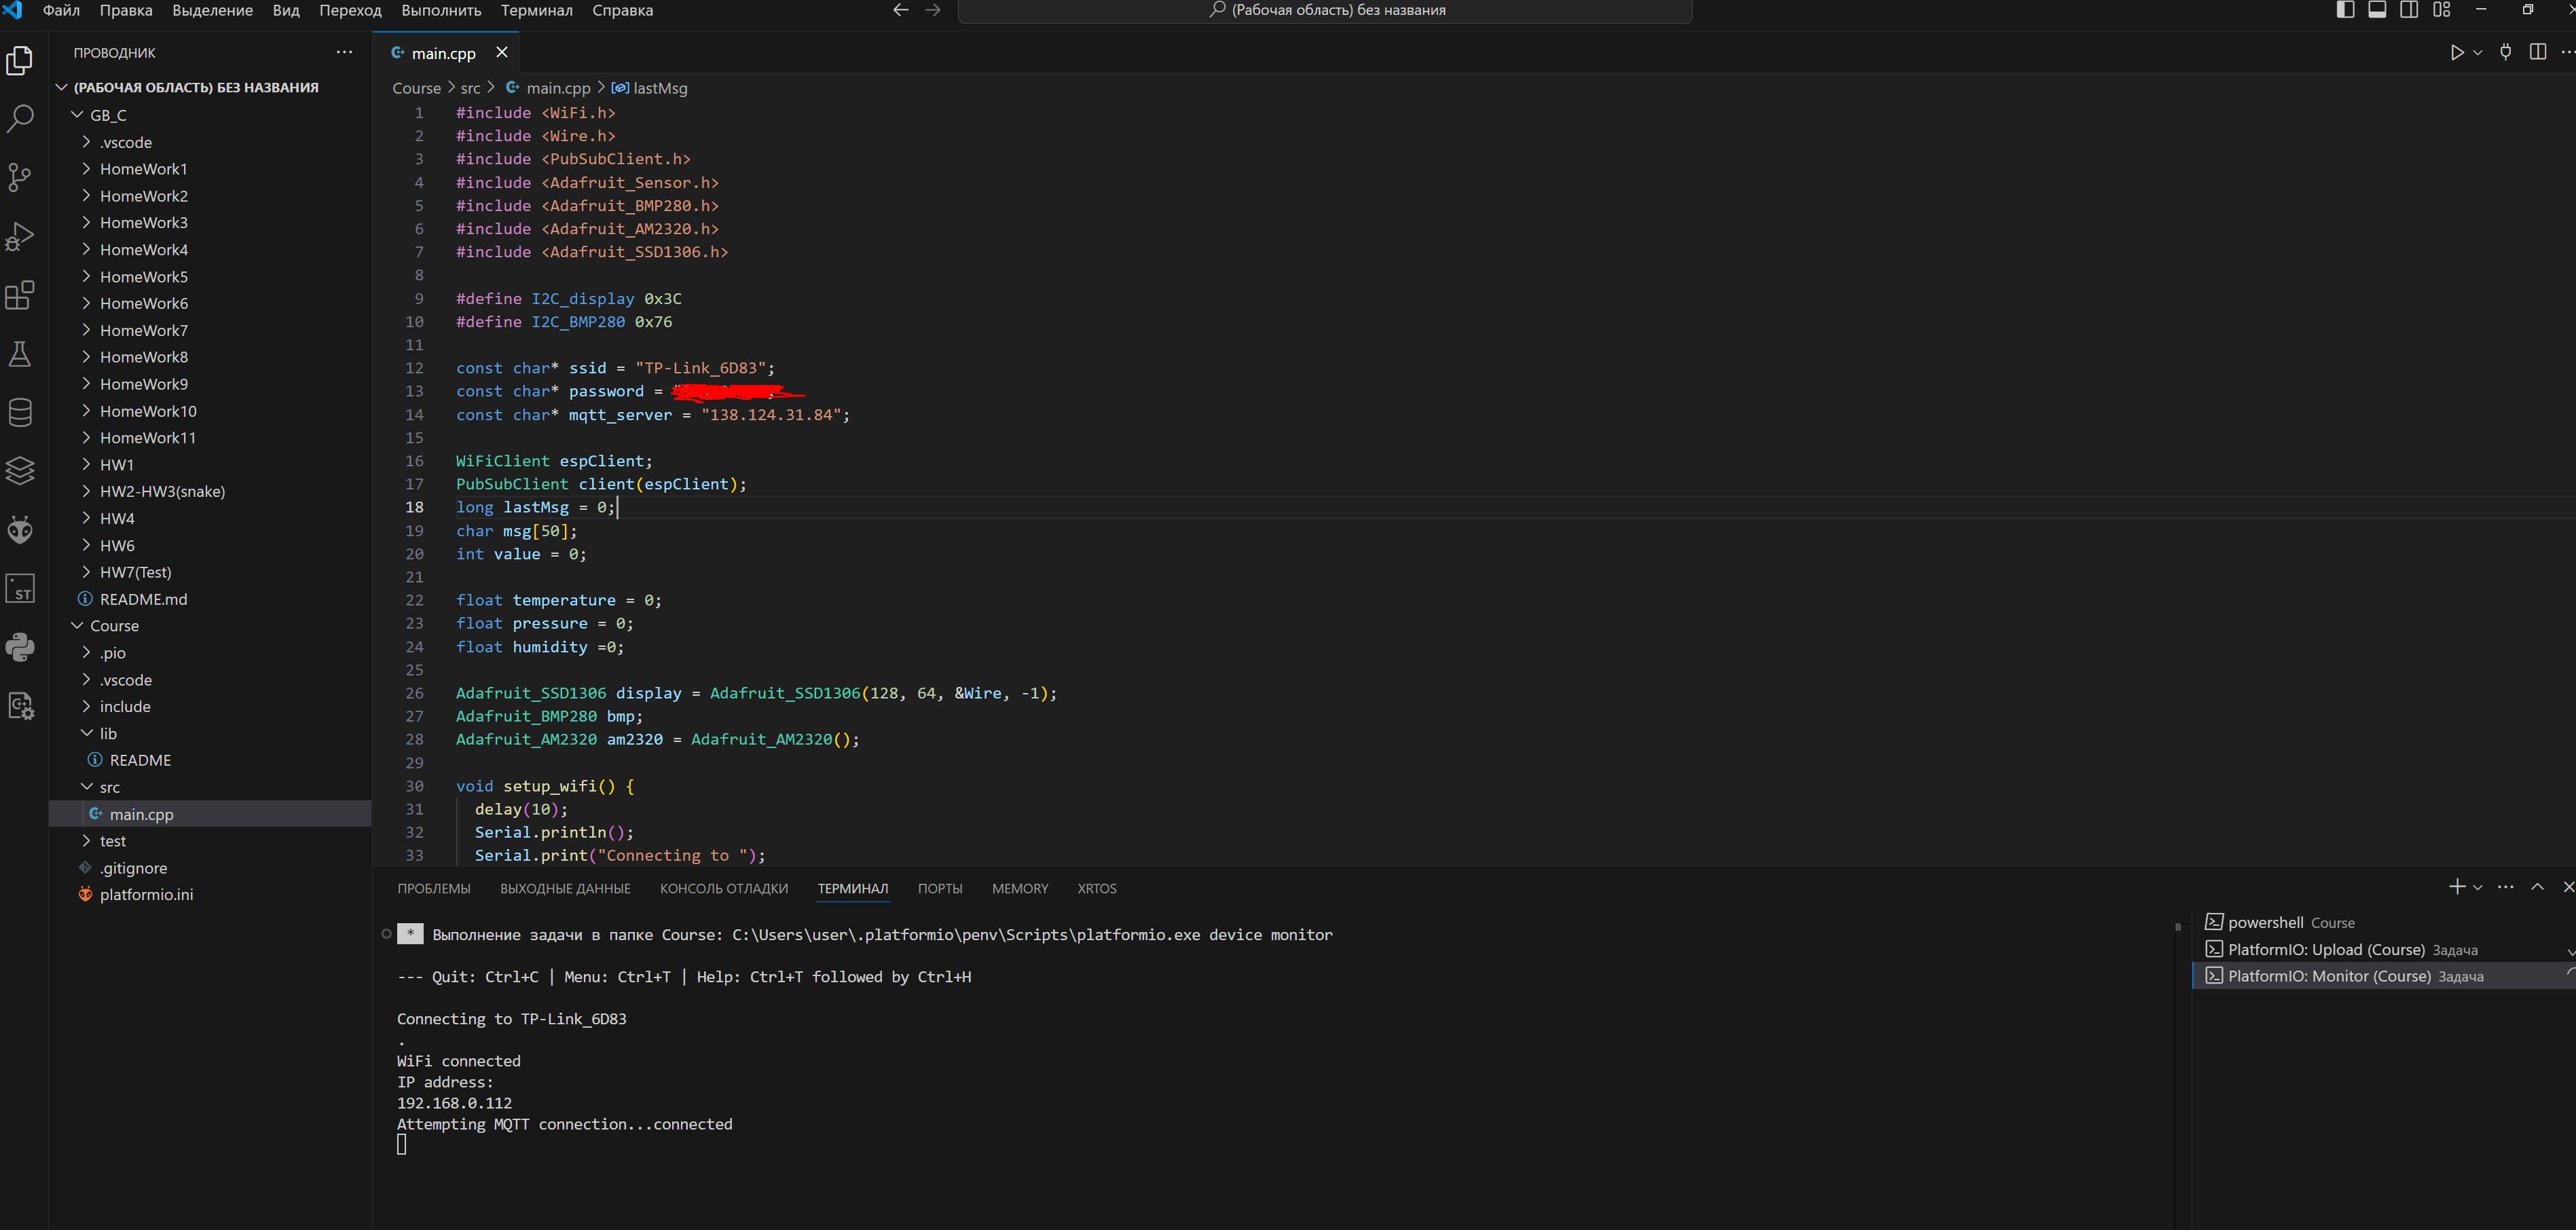 Файл Правка Выделение Вид Переход Выполнить Терминал Справка
(Рабочая область) без названия
ПРОВОДНИК
(РАБОЧАЯ ОБЛАСТЬ) БЕЗ НАЗВАНИЯ
GB_C
.vscode
HomeWork1
HomeWork2
HomeWork3
HomeWork4
HomeWork5
HomeWork6
HomeWork7
HomeWork8
HomeWork9
HomeWork10
HomeWork11
HW1
HW2-HW3(snake)
HW4
HW6
HW7(Test)
README.md
Course
.pio
.vscode
include
lib
README
src
main.cpp
test
.gitignore
platformio.ini
ST
main.cpp
Course > src > main.cpp > lastMsg
1 #include <WiFi.h>
2 #include <Wire.h>
3 #include <PubSubClient.h>
4 #include <Adafruit_Sensor.h>
5 #include <Adafruit_BMP280.h>
6 #include <Adafruit_AM2320.h>
7 #include <Adafruit_SSD1306.h>
8
9 #define I2C_display 0x3C
10 #define I2C_BMP280 0x76
11
12 const char* ssid = "TP-Link_6D83";
13 const char* password =
14 const char* mqtt_server = "138.124.31.84";
15
16 WiFiClient espClient;
17 PubSubClient client(espClient);
18 long lastMsg = 0;
19 char msg[50];
20 int value = 0;
21
22 float temperature = 0;
23 float pressure = 0;
24 float humidity =0;
25
26 Adafruit_SSD1306 display = Adafruit_SSD1306(128, 64, &Wire, -1);
27 Adafruit_BMP280 bmp;
28 Adafruit_AM2320 am2320 = Adafruit_AM2320();
29
30 void setup_wifi() {
31 delay(10);
32 Serial.println();
33 Serial.print("Connecting to ");
ПРОБЛЕМЫ ВЫХОДНЫЕ ДАННЫЕ КОНСОЛЬ ОТЛАДКИ ТЕРМИНАЛ ПОРТЫ MEMORY XRTOS
* Выполнение задачи в папке Course: C:\Users\user\.platformio\penv\Scripts\platformio.exe device monitor
--- Quit: Ctrl+C | Menu: Ctrl+T | Help: Ctrl+T followed by Ctrl+H
Connecting to TP-Link_6D83
.
WiFi connected
IP address:
192.168.0.112
Attempting MQTT connection...connected
powershell Course
PlatformIO: Upload (Course) Задача
PlatformIO: Monitor (Course) Задача